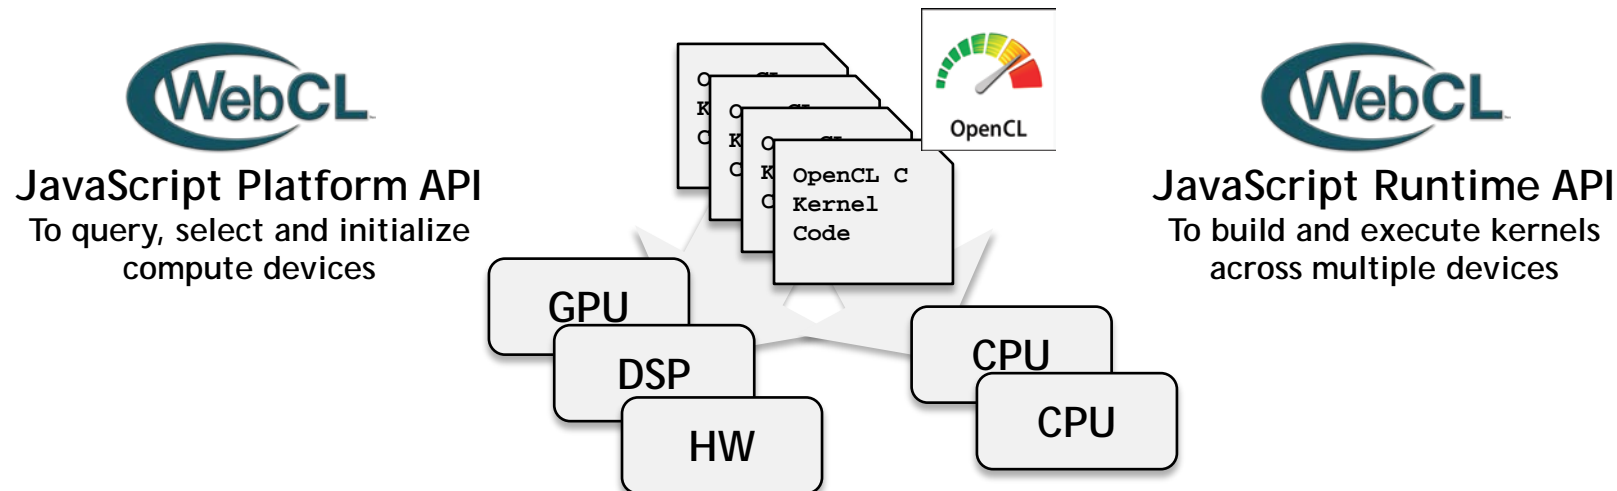 WebCL
JavaScript Platform API
To query, select and initialize
compute devices
O
K
C
O
K
C
O
K
C
OpenCL C
Kernel
Code
OpenCL
WebCL
JavaScript Runtime API
To build and execute kernels
across multiple devices
GPU
DSP
HW
CPU
CPU